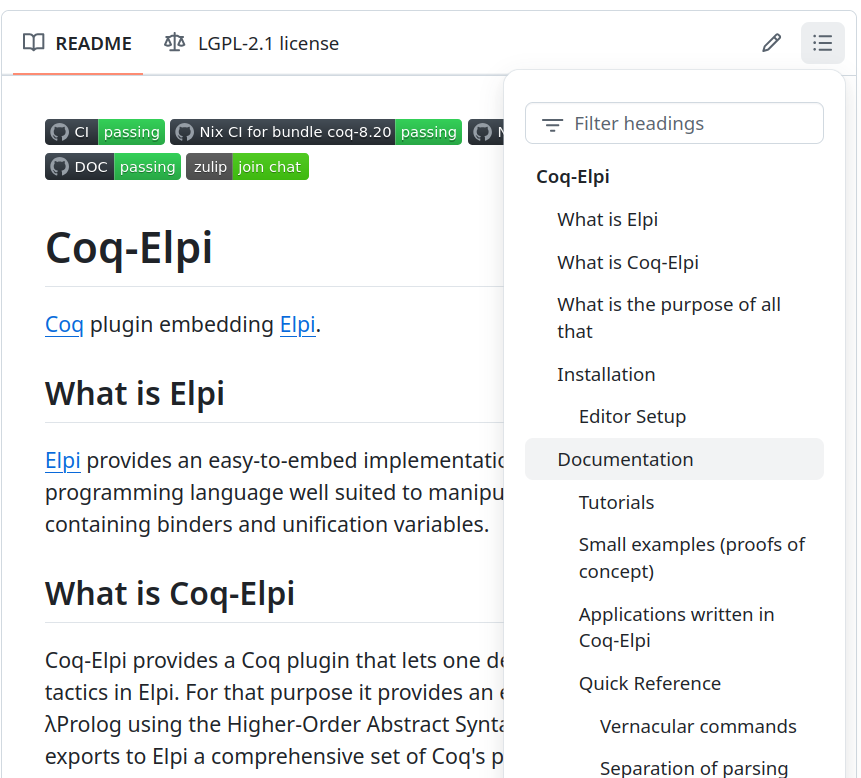 README
LGPL-2.1 license
CI passing
Nix CI for bundle coq-8.20 passing
DOC passing
zulip join chat
Coq-Elpi
Coq plugin embedding Elpi.
What is Elpi
Elpi provides an easy-to-embed
programming language well suited to
containing binders and unification variables.
What is Coq-Elpi
Coq-Elpi provides a Coq plugin that lets one
tactics in Elpi. For that purpose it provides an
λProlog using the Higher-Order Abstract
exports to Elpi a comprehensive set of Coq's
Filter headings
Coq-Elpi
What is Elpi
What is Coq-Elpi
What is the purpose of all
that
Installation
Editor Setup
Documentation
Tutorials
Small examples (proofs of
concept)
Applications written in
Coq-Elpi
Quick Reference
Vernacular commands
Separation of parsing